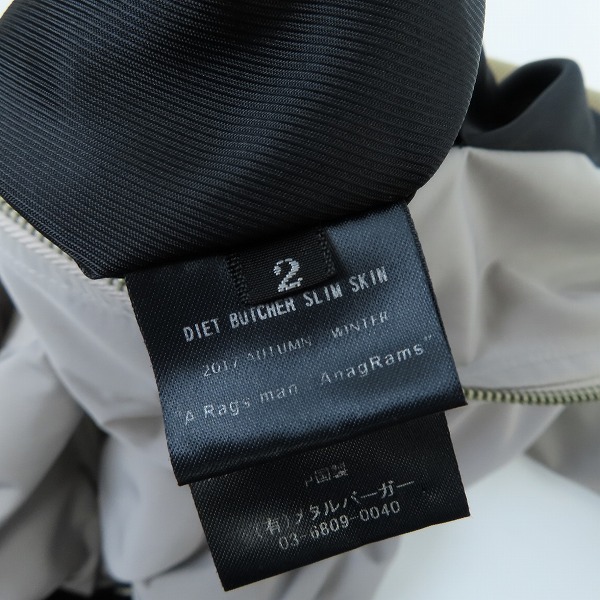 2
DIET BUTCHER SLIM SKIN
2017 AUTUMN WINTER
"A Rags man AnagRams"
中国製
(有)メタルバーガー
03-6809-0040